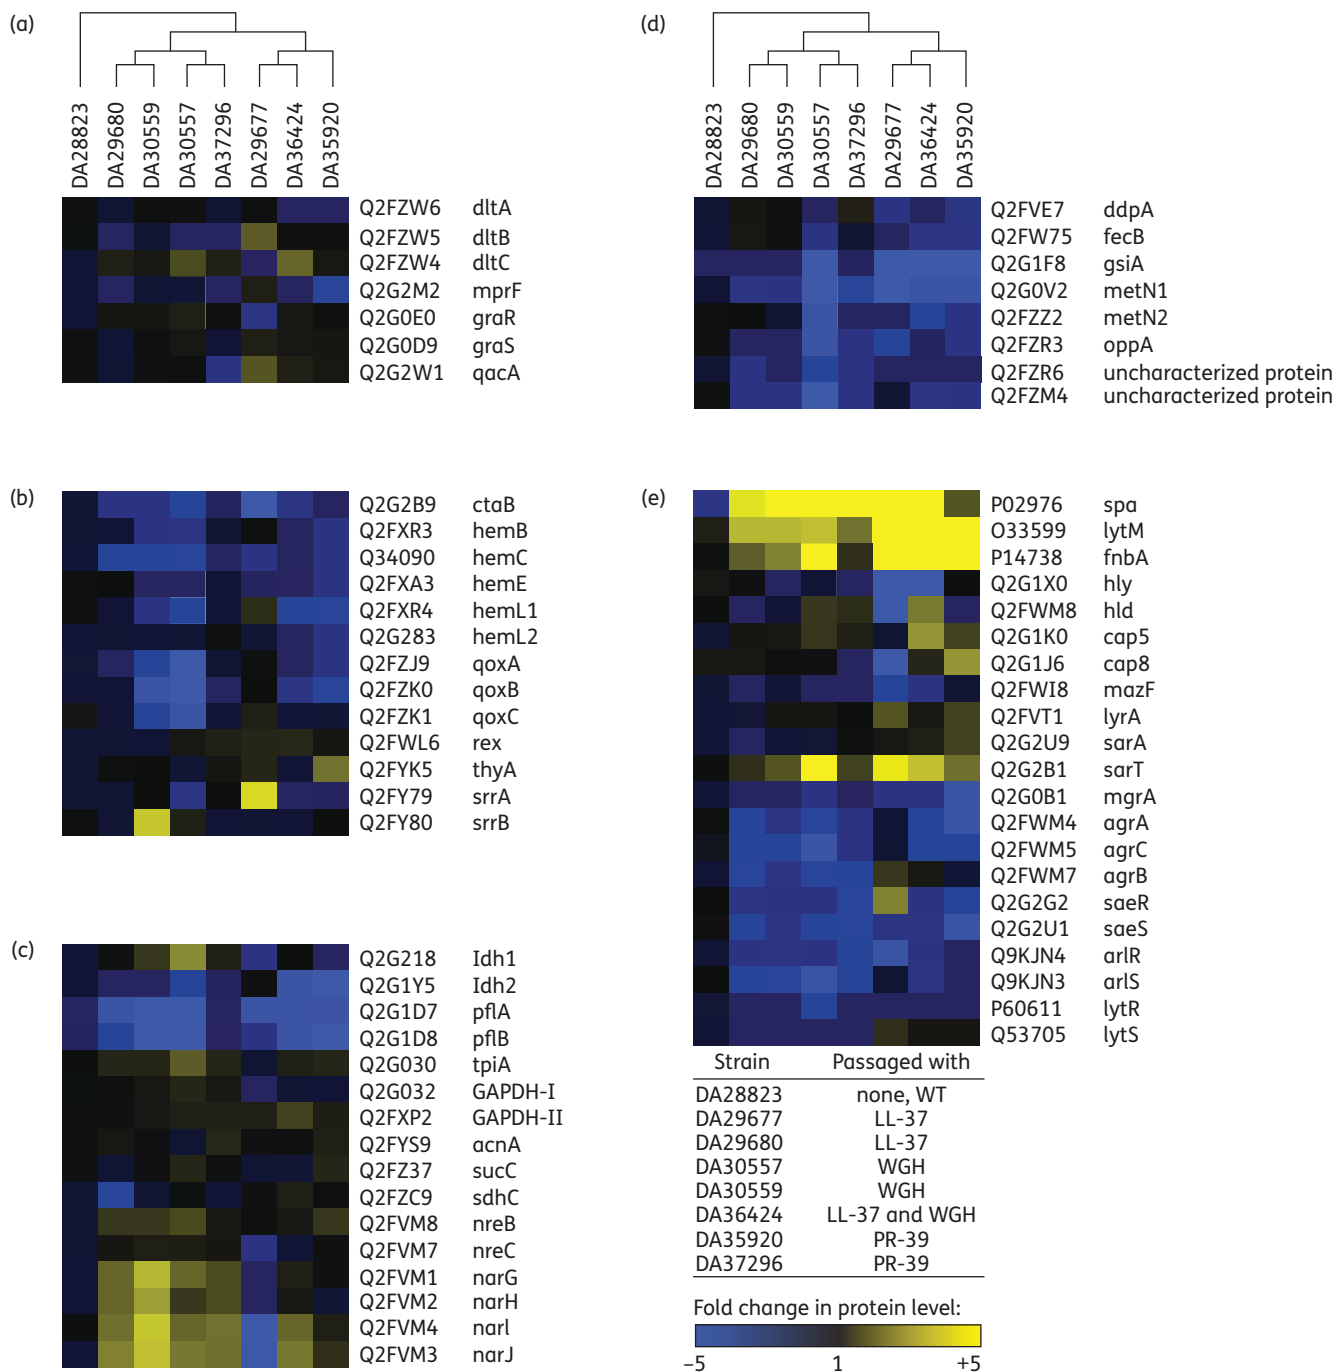 (a)
DA28823
DA29680
DA30559
DA30557
DA37296
DA29677
DA36424
DA35920
Q2FZW6 dltA
Q2FZW5 dltB
Q2FZW4 dltC
Q2G2M2 mprF
Q2G0E0 graR
Q2G0D9 graS
Q2G2W1 qacA
(b)
Q2G2B9 ctaB
Q2FXR3 hemB
Q34090 hemC
Q2FXA3 hemE
Q2FXR4 hemL1
Q2G283 hemL2
Q2FZJ9 qoxA
Q2FZK0 qoxB
Q2FZK1 qoxC
Q2FWL6 rex
Q2FYK5 thyA
Q2FY79 srrA
Q2FY80 srrB
(c)
Q2G218 Idh1
Q2G1Y5 Idh2
Q2G1D7 pflA
Q2G1D8 pflB
Q2G030 tpiA
Q2G032 GAPDH-I
Q2FXP2 GAPDH-II
Q2FYS9 acnA
Q2FZ37 sucC
Q2FZC9 sdhC
Q2FVM8 nreB
Q2FVM7 nreC
Q2FVM1 narG
Q2FVM2 narH
Q2FVM4 narI
Q2FVM3 narJ
(d)
DA28823
DA29680
DA30559
DA30557
DA37296
DA29677
DA36424
DA35920
Q2FVE7 ddpA
Q2FW75 fecB
Q2G1F8 gsiA
Q2G0V2 metN1
Q2FZZ2 metN2
Q2FZR3 oppA
Q2FZR6 uncharacterized protein
Q2FZM4 uncharacterized protein
(e)
P02976 spa
O33599 lytM
P14738 fnbA
Q2G1X0 hly
Q2FWM8 hld
Q2G1K0 cap5
Q2G1J6 cap8
Q2FWI8 mazF
Q2FVT1 lyrA
Q2G2U9 sarA
Q2G2B1 sarT
Q2G0B1 mgrA
Q2FWM4 agrA
Q2FWM5 agrC
Q2FWM7 agrB
Q2G2G2 saeR
Q2G2U1 saeS
Q9KJN4 arlR
Q9KJN3 arlS
P60611 lytR
Q53705 lytS
Strain Passaged with
DA28823 none, WT
DA29677 LL-37
DA29680 LL-37
DA30557 WGH
DA30559 WGH
DA36424 LL-37 and WGH
DA35920 PR-39
DA37296 PR-39
Fold change in protein level:
−5 1 +5